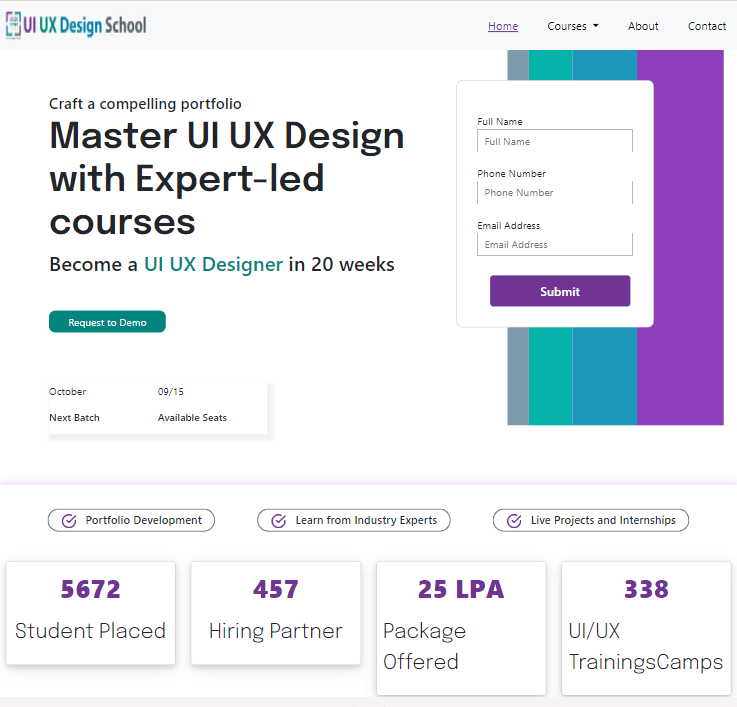 UI UX Design School
Home Courses About Contact
Craft a compelling portfolio
Master UI UX Design
with Expert-led
courses
Become a UI UX Designer in 20 weeks
Request to Demo
October 09/15
Next Batch Available Seats
Full Name
Full Name
Phone Number
Phone Number
Email Address
Email Address
Submit
Portfolio Development
Learn from Industry Experts
Live Projects and Internships
5672
Student Placed
457
Hiring Partner
25 LPA
Package
Offered
338
UI/UX
TrainingsCamps